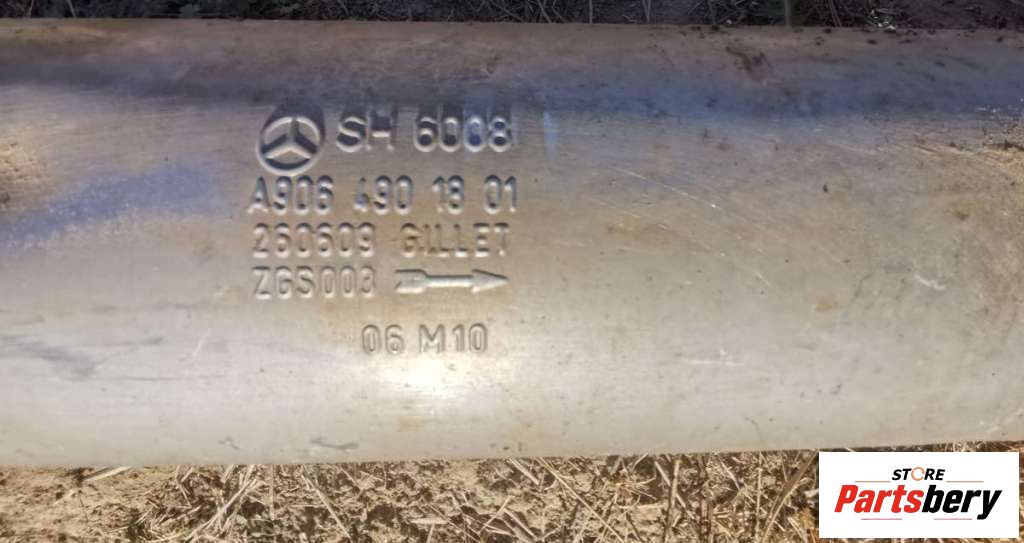 SH 6008
A906 490 18 01
260609 GILLET
ZGS003
06 M10
STORE
Partsbery